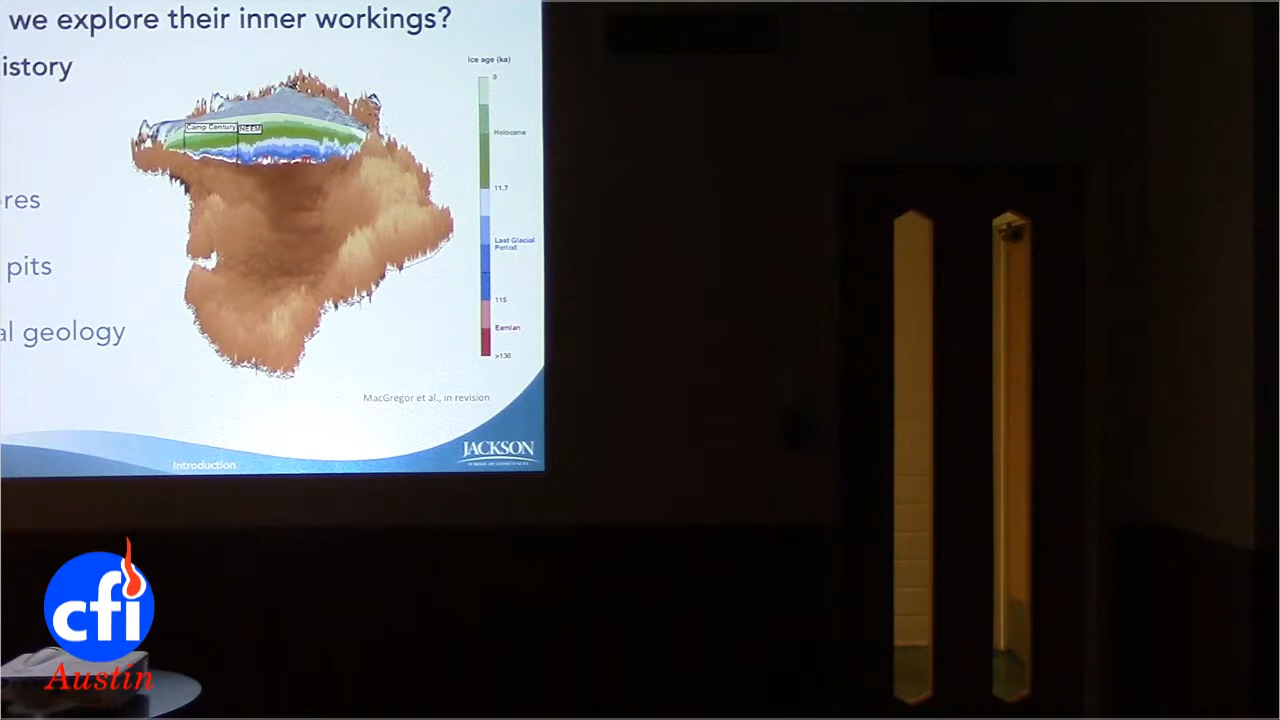 we explore their inner workings?
istory
Ice age (ka)
0
Camp Century
NEEM
Holocene
11.7
res
Last Glacial
Period
pits
115
al geology
Eemian
>130
MacGregor et al., in revision
JACKSON
Introduction
cfi
Austin